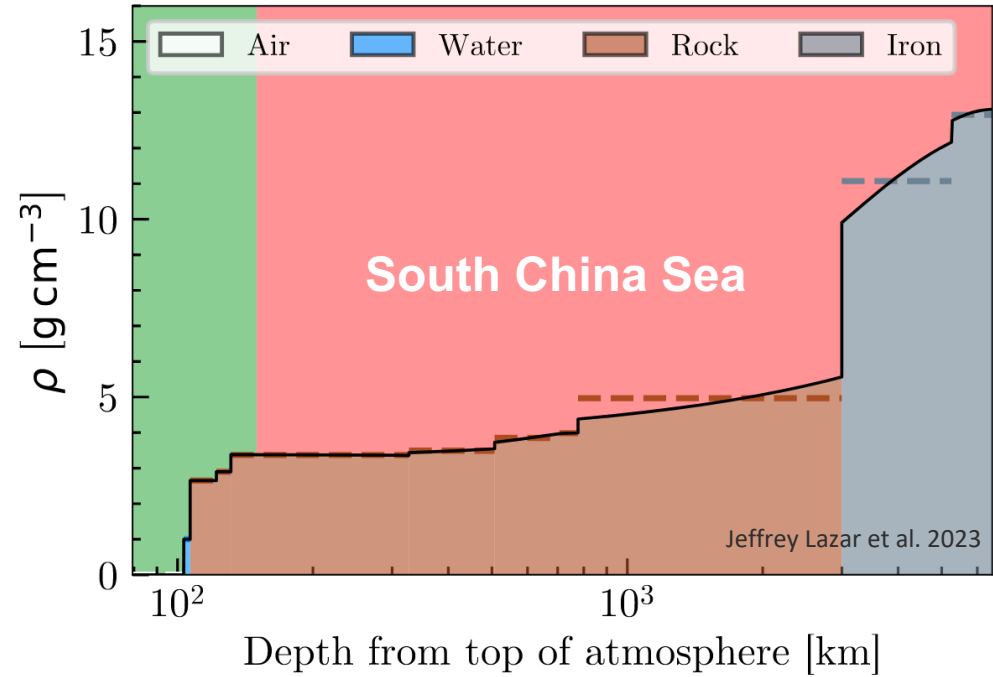 Air Water Rock Iron
15
10
5
0
ρ [g cm⁻³]
South China Sea
Jeffrey Lazar et al. 2023
10² 10³
Depth from top of atmosphere [km]